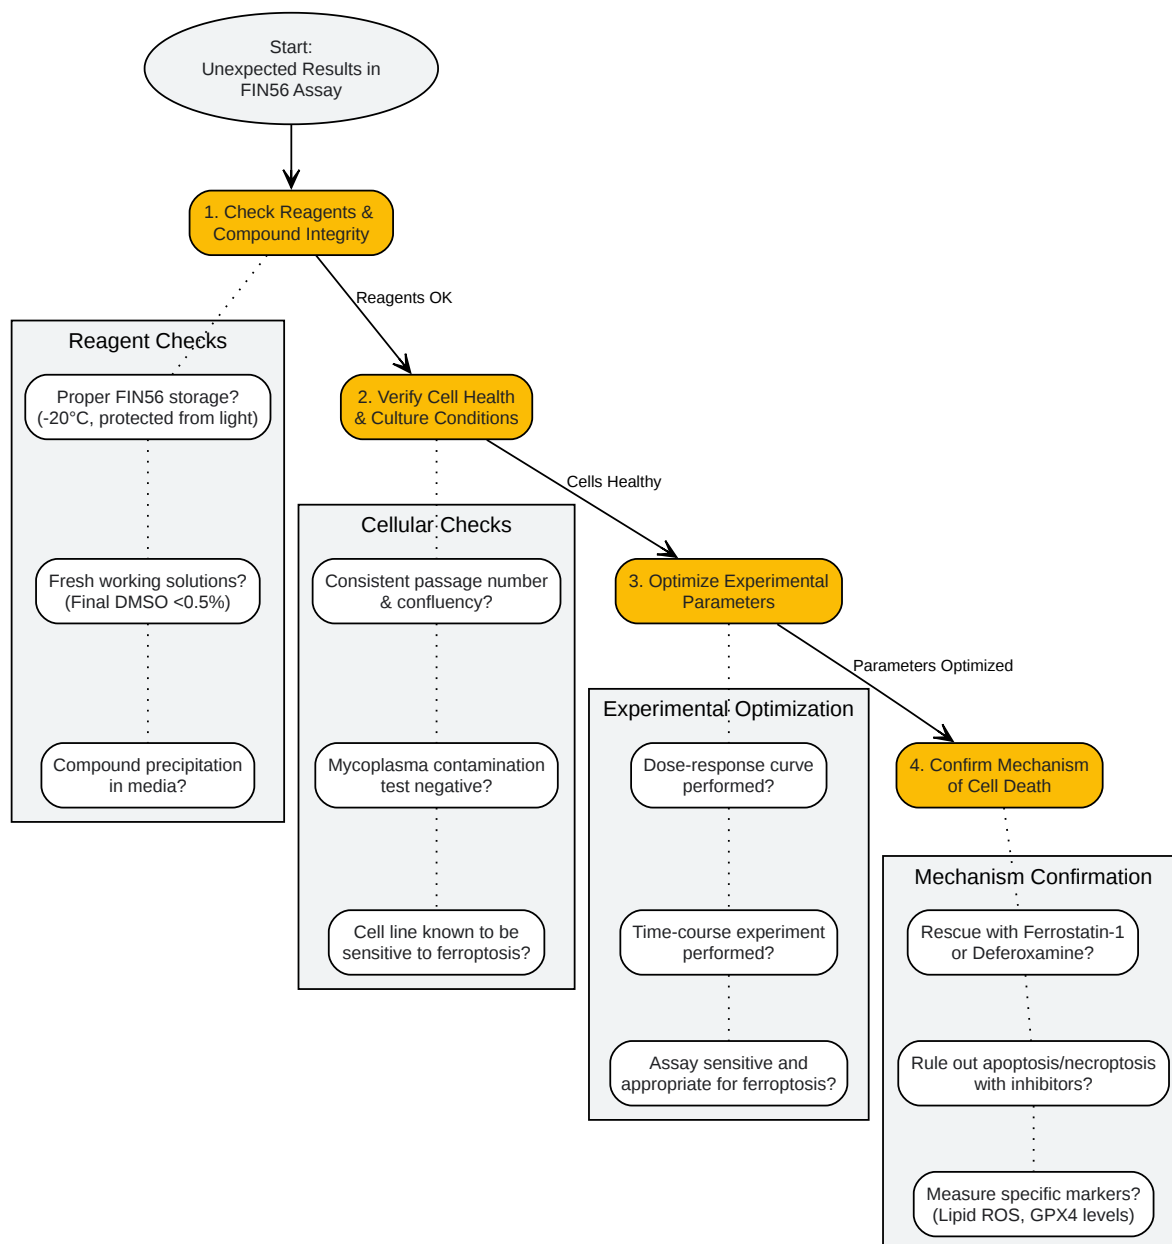 Start:
Unexpected Results in
FIN56 Assay
1. Check Reagents &
Compound Integrity
Reagents OK
Reagent Checks
Proper FIN56 storage?
(-20°C, protected from light)
Fresh working solutions?
(Final DMSO <0.5%)
Compound precipitation
in media?
2. Verify Cell Health
& Culture Conditions
Cells Healthy
Cellular Checks
Consistent passage number
& confluency?
Mycoplasma contamination
test negative?
Cell line known to be
sensitive to ferroptosis?
3. Optimize Experimental
Parameters
Parameters Optimized
Experimental Optimization
Dose-response curve
performed?
Time-course experiment
performed?
Assay sensitive and
appropriate for ferroptosis?
4. Confirm Mechanism
of Cell Death
Mechanism Confirmation
Rescue with Ferrostatin-1
or Deferoxamine?
Rule out apoptosis/necroptosis
with inhibitors?
Measure specific markers?
(Lipid ROS, GPX4 levels)